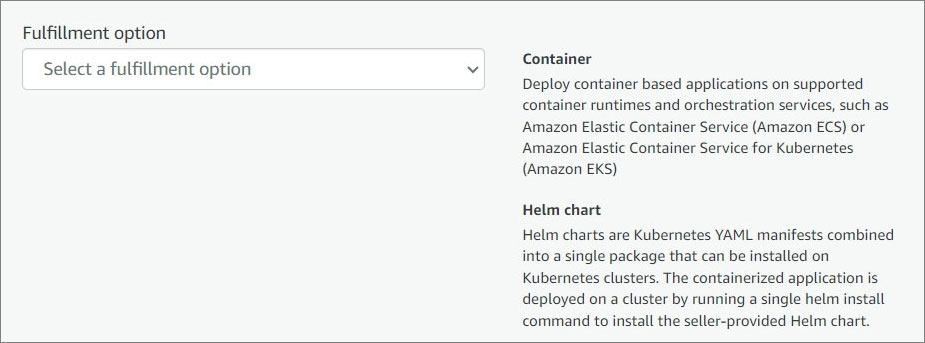 Fulfillment option
Select a fulfillment option
Container
Deploy container based applications on supported
container runtimes and orchestration services, such as
Amazon Elastic Container Service (Amazon ECS) or
Amazon Elastic Container Service for Kubernetes
(Amazon EKS)
Helm chart
Helm charts are Kubernetes YAML manifests combined
into a single package that can be installed on
Kubernetes clusters. The containerized application is
deployed on a cluster by running a single helm install
command to install the seller-provided Helm chart.